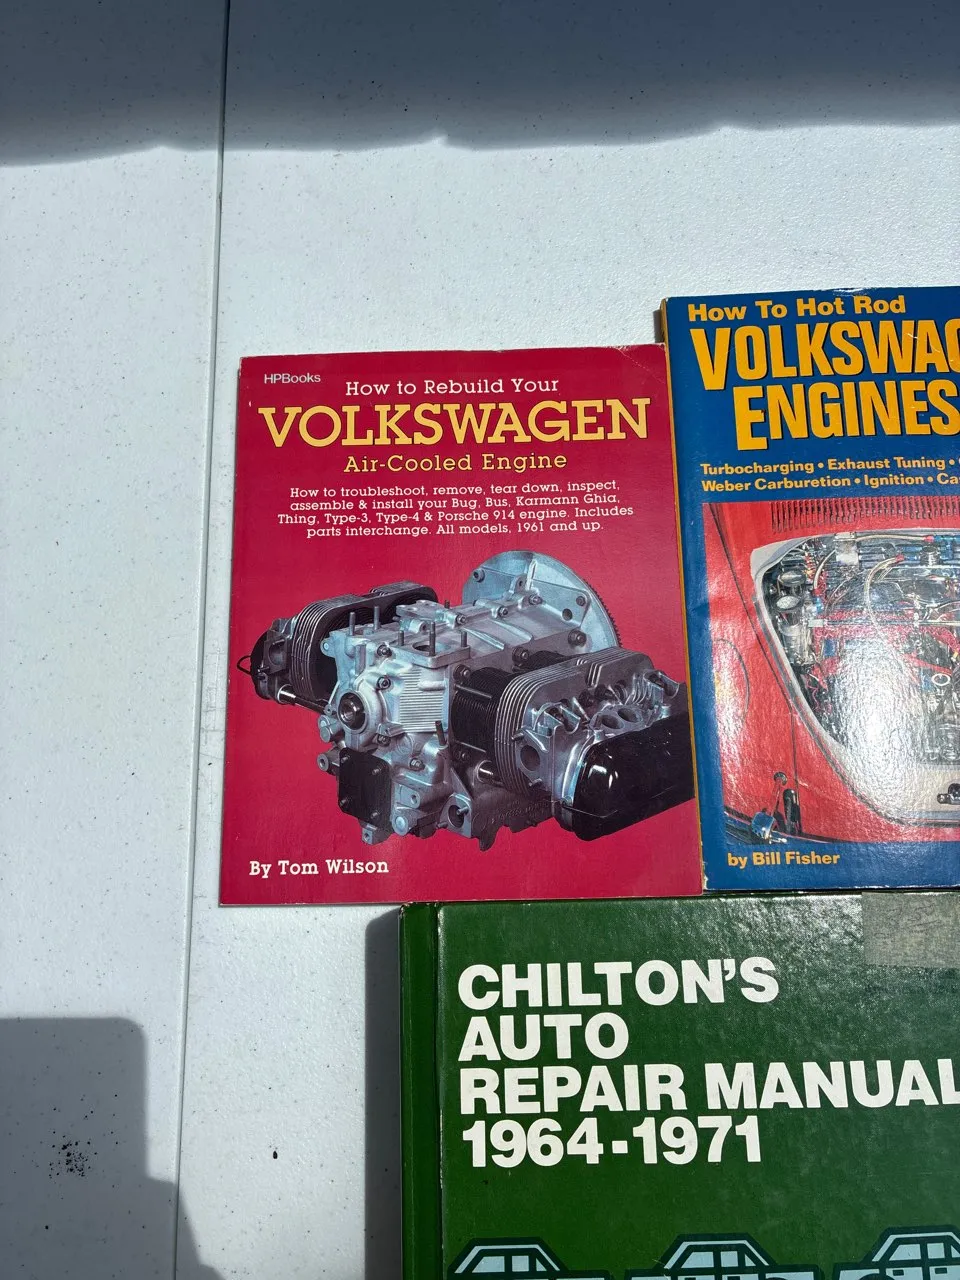 HPBooks
How to Rebuild Your
VOLKSWAGEN
Air-Cooled Engine
How to troubleshoot, remove, tear down, inspect,
assemble & install your Bug, Bus, Karmann Ghia,
Thing, Type-3, Type-4 & Porsche 914 engine. Includes
parts interchange. All models, 1961 and up.
By Tom Wilson
How To Hot Rod
VOLKSWAG
ENGINES
Turbocharging • Exhaust Tuning •
Weber Carburetion • Ignition • Ca
by Bill Fisher
CHILTON'S
AUTO
REPAIR MANUAL
1964-1971